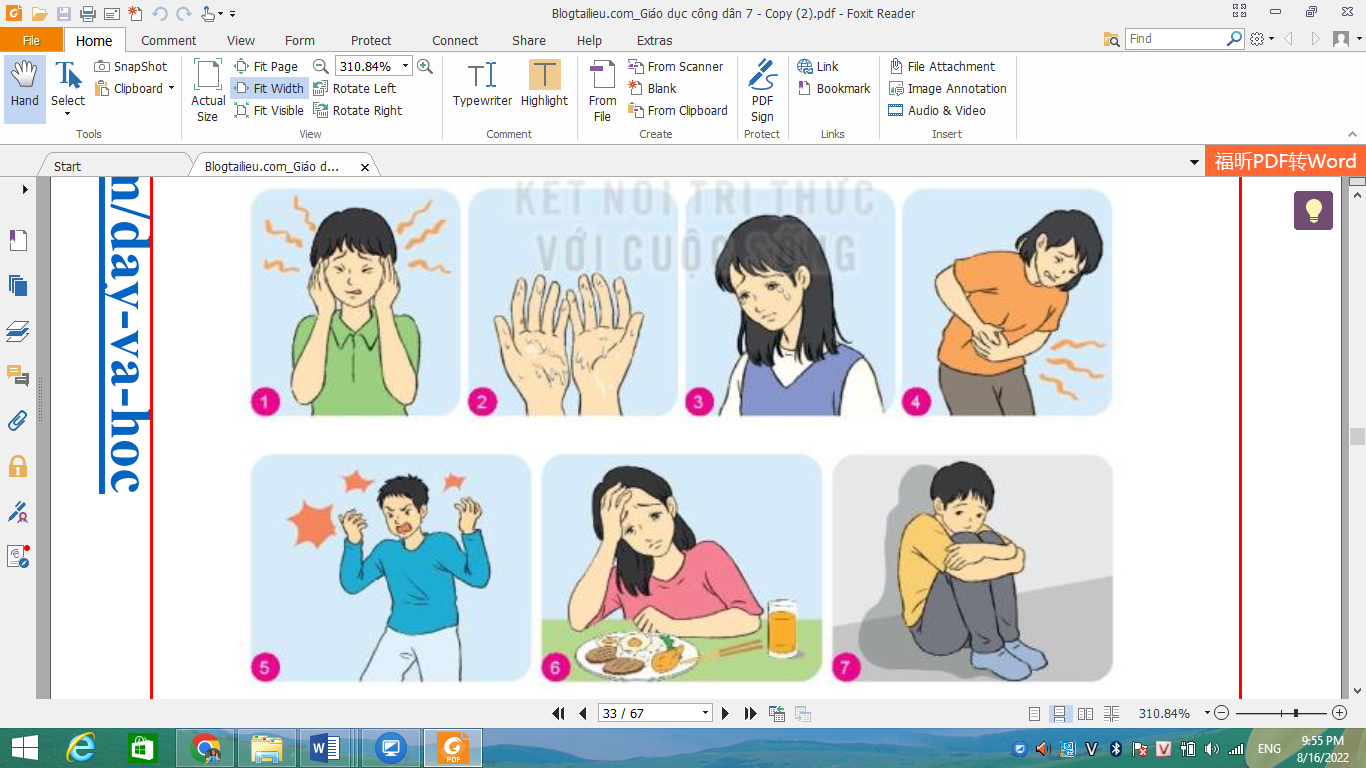 Blogtailieu.com_Giáo dục công dân 7 - Copy (2).pdf - Foxit Reader
File Home Comment View Form Protect Connect Share Help Extras
Find
Hand
Select
SnapShot
Clipboard
Tools
Actual Size
Fit Page
Fit Width
Fit Visible
310.84%
Rotate Left
Rotate Right
View
Typewriter
Highlight
Comment
From File
From Scanner
Blank
From Clipboard
Create
PDF Sign
Protect
Link
Bookmark
Links
File Attachment
Image Annotation
Audio & Video
Insert
Start
Blogtailieu.com_Giáo d...
福昕PDF转Word
m/day-va-hoc
KẾT NỐI TRI THỨC
VỚI CUỘC SỐNG
1
2
3
4
5
6
7
33 / 67
310.84%
W
PDF
V
V
ENG
9:55 PM
8/16/2022